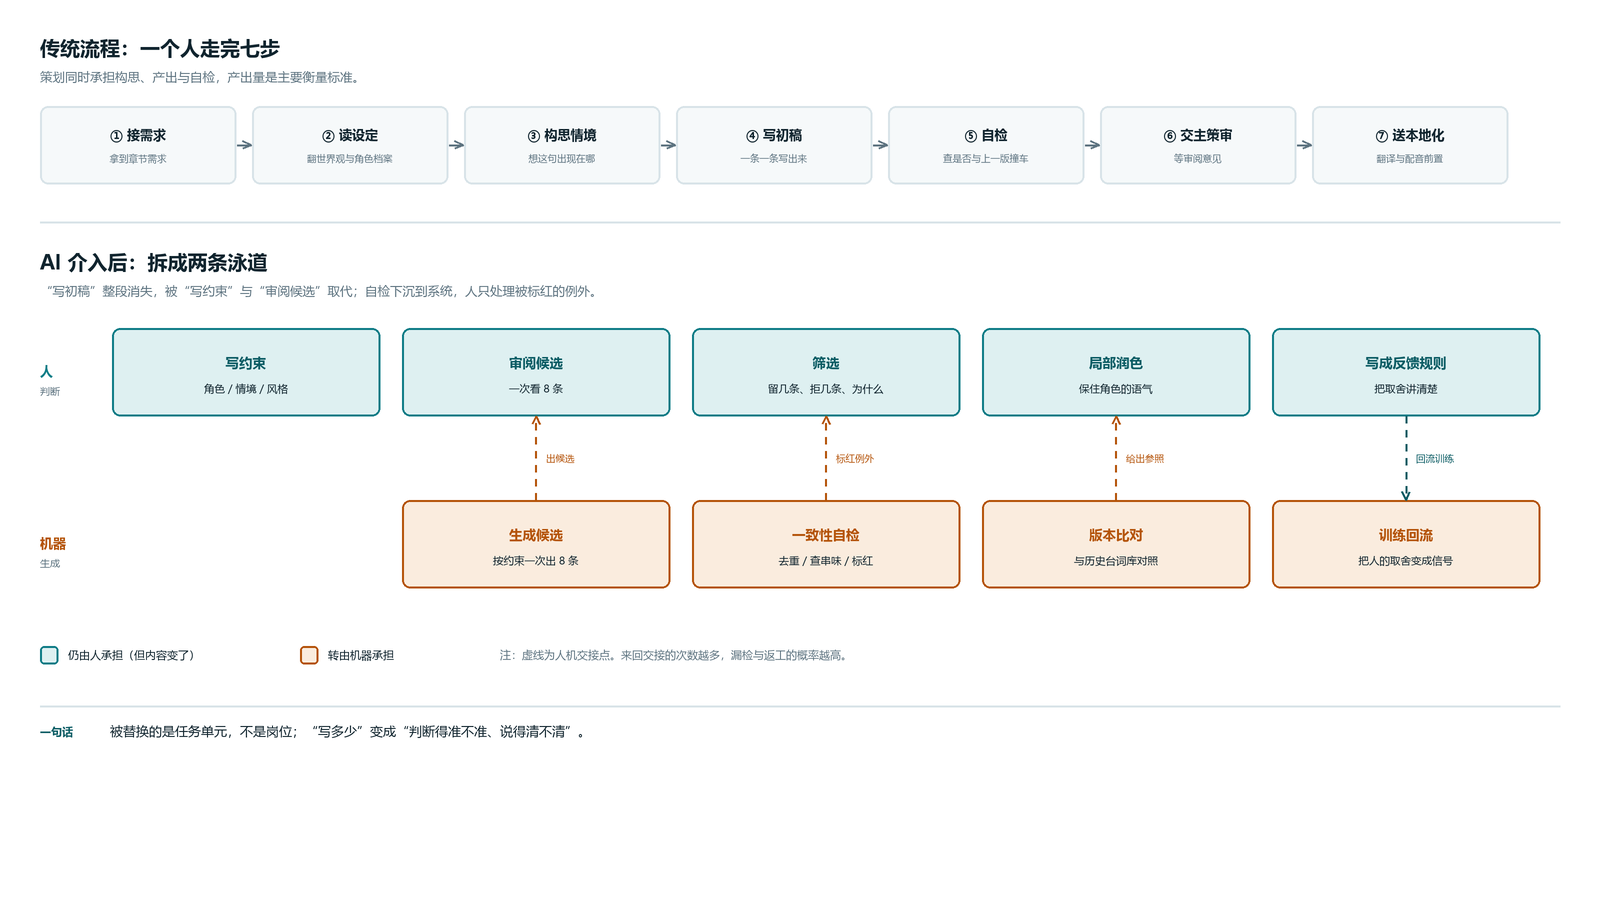 传统流程：一个人走完七步
策划同时承担构思、产出与自检，产出量是主要衡量标准。
① 接需求
拿到章节需求
② 读设定
翻世界观与角色档案
③ 构思情境
想这句出现在哪
④ 写初稿
一条一条写出来
⑤ 自检
查是否与上一版撞车
⑥ 交主策审
等审阅意见
⑦ 送本地化
翻译与配音前置
AI 介入后：拆成两条泳道
“写初稿”整段消失，被“写约束”与“审阅候选”取代；自检下沉到系统，人只处理被标红的例外。
人
判断
写约束
角色 / 情境 / 风格
审阅候选
一次看 8 条
筛选
留几条、拒几条、为什么
局部润色
保住角色的语气
写成反馈规则
把取舍讲清楚
出候选
标红例外
给出参照
回流训练
机器
生成
生成候选
按约束一次出 8 条
一致性自检
去重 / 查串味 / 标红
版本比对
与历史台词库对照
训练回流
把人的取舍变成信号
仍由人承担（但内容变了）
转由机器承担
注：虚线为人机交接点。来回交接的次数越多，漏检与返工的概率越高。
一句话
被替换的是任务单元，不是岗位；“写多少”变成“判断得准不准、说得清不清”。